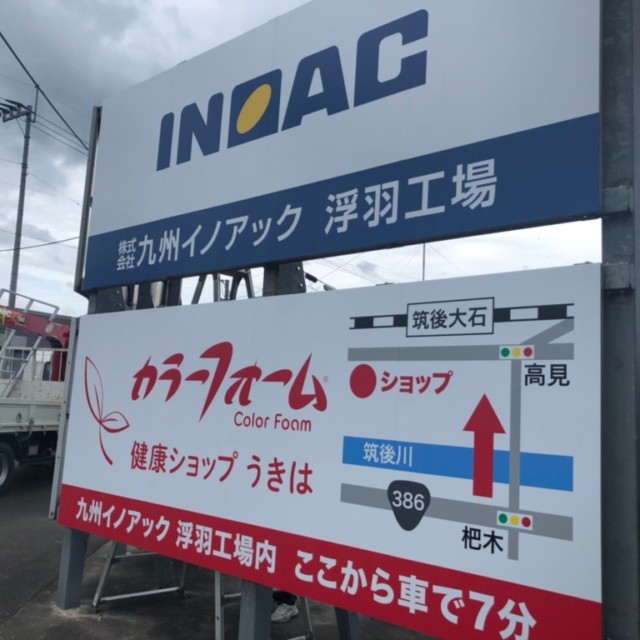 INOAC
株式会社 九州イノアック 浮羽工場
カラーフォーム®
Color Foam
健康ショップ うきは
筑後大石
高見
ショップ
筑後川
386
杷木
九州イノアック 浮羽工場内 ここから車で7分